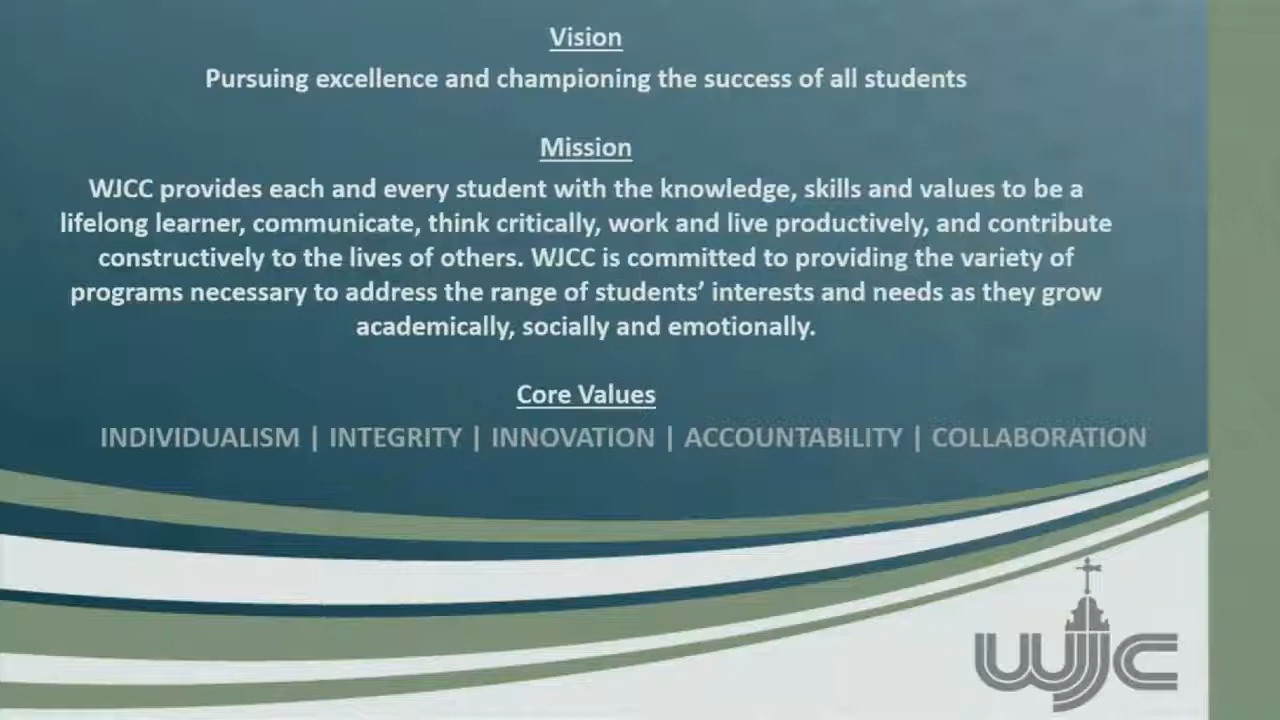 Vision
Pursuing excellence and championing the success of all students
Mission
WJCC provides each and every student with the knowledge, skills and values to be a
lifelong learner, communicate, think critically, work and live productively, and contribute
constructively to the lives of others. WJCC is committed to providing the variety of
programs necessary to address the range of students’ interests and needs as they grow
academically, socially and emotionally.
Core Values
INDIVIDUALISM | INTEGRITY | INNOVATION | ACCOUNTABILITY | COLLABORATION
WJC